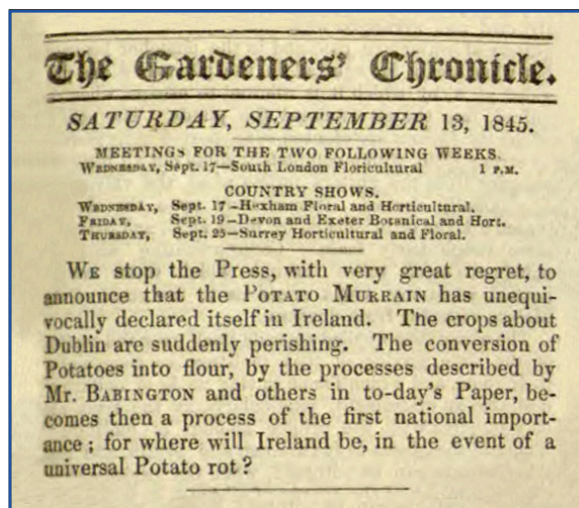 The Gardeners' Chronicle.
SATURDAY, SEPTEMBER 13, 1845.
MEETINGS FOR THE TWO FOLLOWING WEEKS.
WEDNESDAY, Sept. 17—South London Floricultural 1 P.M.
COUNTRY SHOWS.
WEDNESDAY, Sept. 17—Hexham Floral and Horticultural.
FRIDAY, Sept. 19—Devon and Exeter Botanical and Hort.
THURSDAY, Sept. 25—Surrey Horticultural and Floral.
WE stop the Press, with very great regret, to
announce that the POTATO MURRAIN has unequi-
vocally declared itself in Ireland. The crops about
Dublin are suddenly perishing. The conversion of
Potatoes into flour, by the processes described by
Mr. BABINGTON and others in to-day's Paper, be-
comes then a process of the first national import-
ance ; for where will Ireland be, in the event of a
universal Potato rot ?